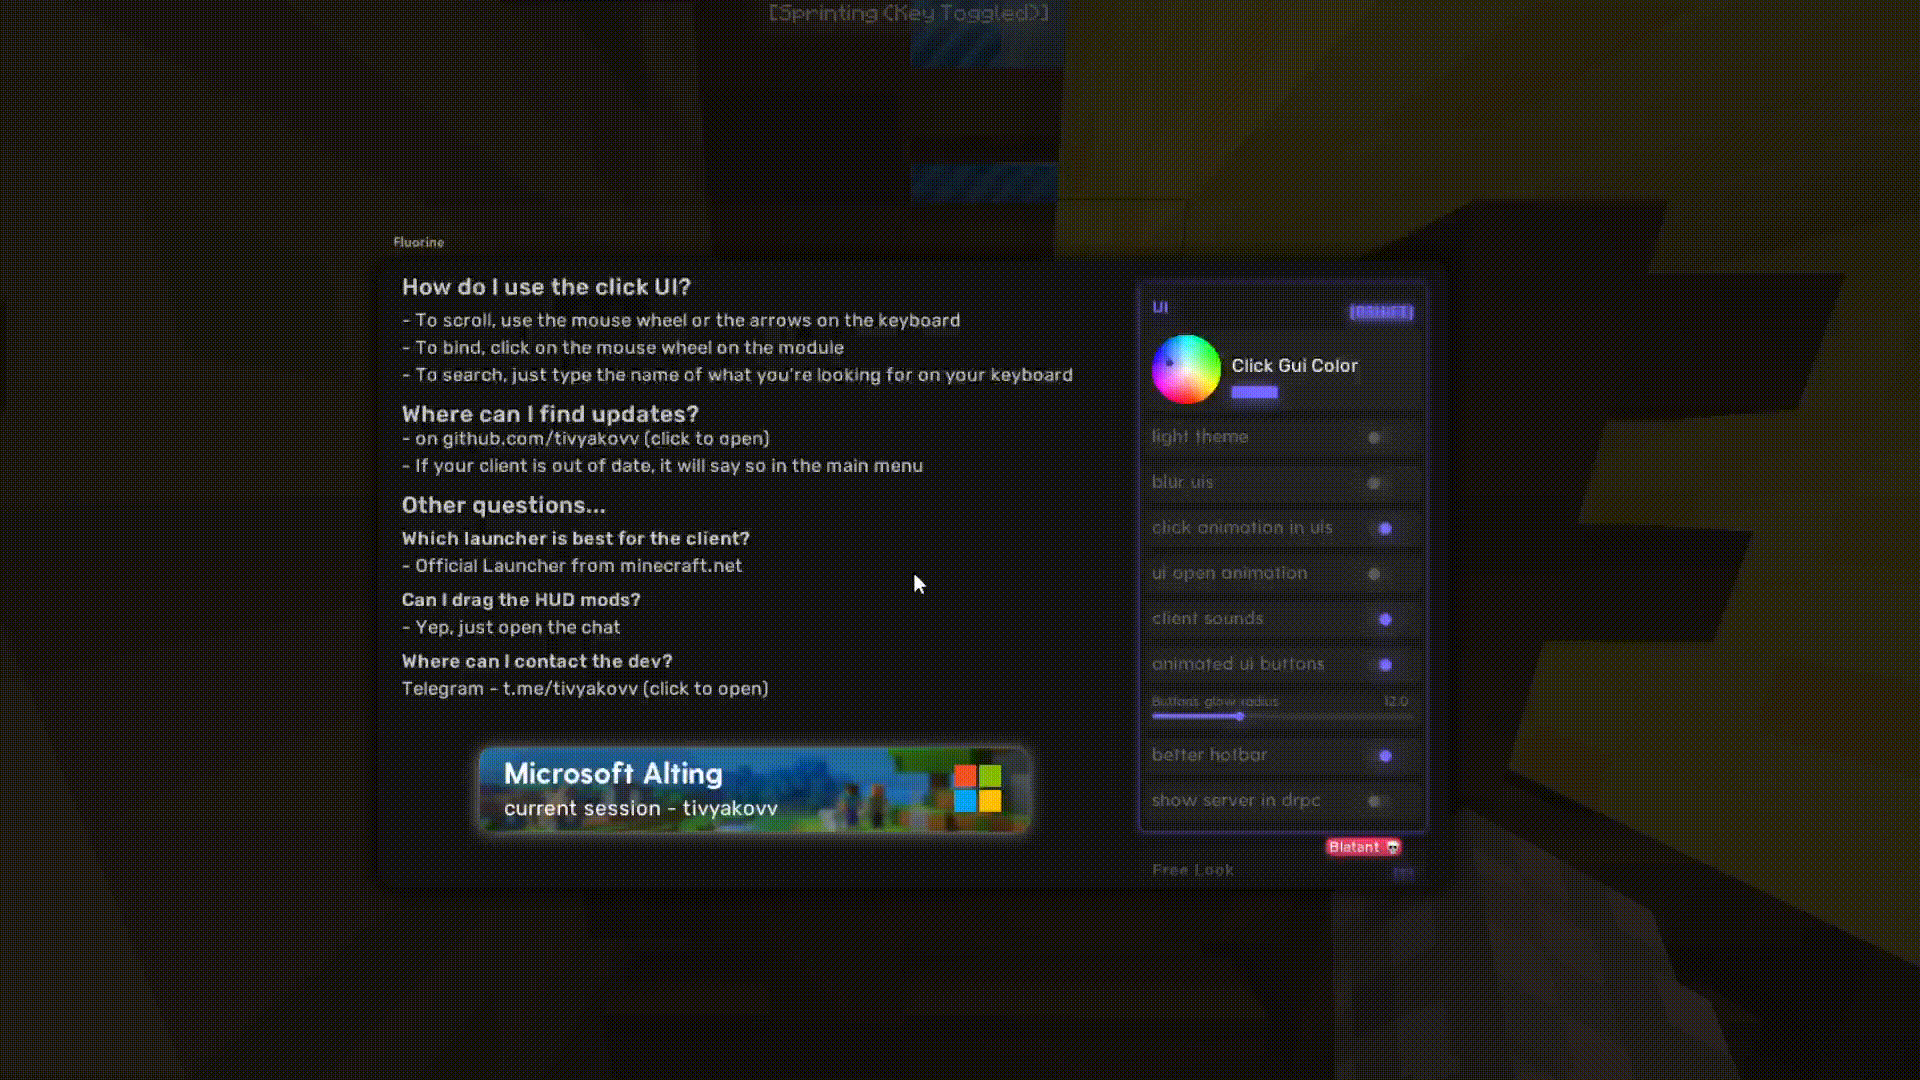 [Sprinting (Key Toggled)]
Fluorine
How do I use the click UI?
- To scroll, use the mouse wheel or the arrows on the keyboard
- To bind, click on the mouse wheel on the module
- To search, just type the name of what you're looking for on your keyboard
Where can I find updates?
- on github.com/tivyakovv (click to open)
- If your client is out of date, it will say so in the main menu
Other questions...
Which launcher is best for the client?
- Official Launcher from minecraft.net
Can I drag the HUD mods?
- Yep, just open the chat
Where can I contact the dev?
Telegram - t.me/tivyakovv (click to open)
Microsoft Alting
current session - tivyakovv
UI
Click Gui Color
light theme
blur uis
click animation in uis
ui open animation
client sounds
animated ui buttons
Buttons glow radius 12.0
better hotbar
show server in drpc
Blatant
Free Look